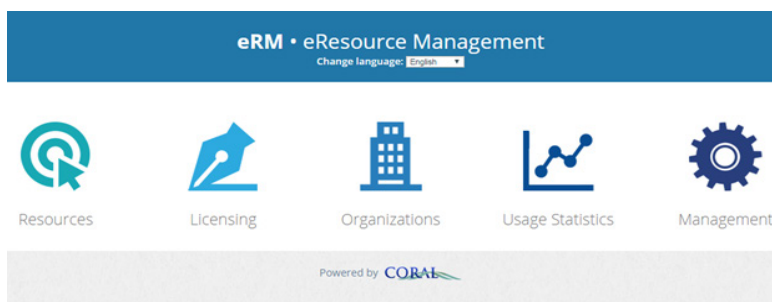 eRM • eResource Management
Change language: English
Resources Licensing Organizations Usage Statistics Management
Powered by CORAL